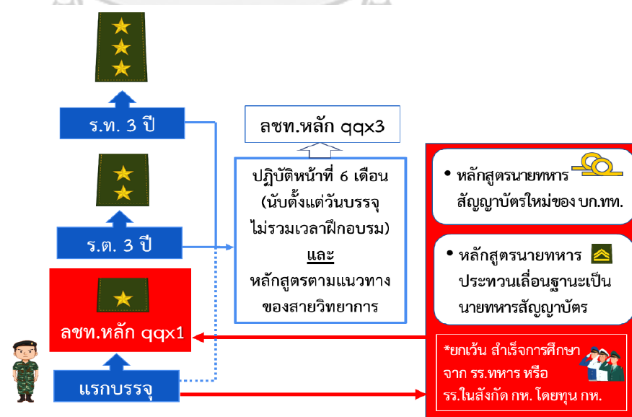 ร.ท. 3 ปี
ร.ต. 3 ปี
ลชท.หลัก qqx1
แรกบรรจุ
ลชท.หลัก qqx3
ปฏิบัติหน้าที่ 6 เดือน
(นับตั้งแต่วันบรรจุ
ไม่รวมเวลาฝึกอบรม)
และ
หลักสูตรตามแนวทาง
ของสายวิทยาการ
• หลักสูตรนายทหาร
สัญญาบัตรใหม่ของ บก.ทท.
• หลักสูตรนายทหาร
ประทวนเลื่อนฐานะเป็น
นายทหารสัญญาบัตร
*ยกเว้น สำเร็จการศึกษา
จาก รร.ทหาร หรือ
รร.ในสังกัด กห. โดยทุน กห.